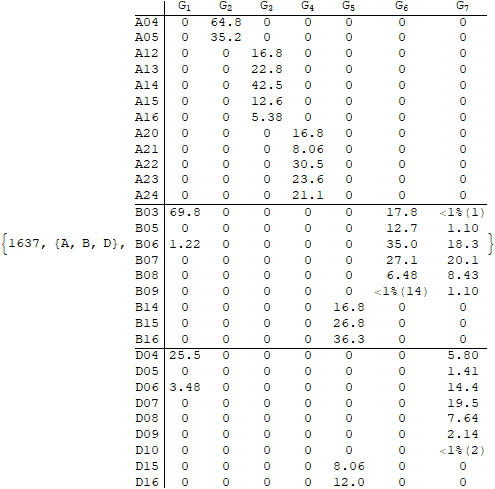 G1 G2 G3 G4 G5 G6 G7
A04 0 64.8 0 0 0 0 0
A05 0 35.2 0 0 0 0 0
A12 0 0 16.8 0 0 0 0
A13 0 0 22.8 0 0 0 0
A14 0 0 42.5 0 0 0 0
A15 0 0 12.6 0 0 0 0
A16 0 0 5.38 0 0 0 0
A20 0 0 0 16.8 0 0 0
A21 0 0 0 8.06 0 0 0
A22 0 0 0 30.5 0 0 0
A23 0 0 0 23.6 0 0 0
A24 0 0 0 21.1 0 0 0
B03 69.8 0 0 0 0 17.8 <1%(1)
B05 0 0 0 0 0 12.7 1.10
{1637, {A, B, D}, B06 1.22 0 0 0 0 35.0 18.3 }
B07 0 0 0 0 0 27.1 20.1
B08 0 0 0 0 0 6.48 8.43
B09 0 0 0 0 0 <1%(14) 1.10
B14 0 0 0 0 16.8 0 0
B15 0 0 0 0 26.8 0 0
B16 0 0 0 0 36.3 0 0
D04 25.5 0 0 0 0 0 5.80
D05 0 0 0 0 0 0 1.41
D06 3.48 0 0 0 0 0 14.4
D07 0 0 0 0 0 0 19.5
D08 0 0 0 0 0 0 7.64
D09 0 0 0 0 0 0 2.14
D10 0 0 0 0 0 0 <1%(2)
D15 0 0 0 0 8.06 0 0
D16 0 0 0 0 12.0 0 0